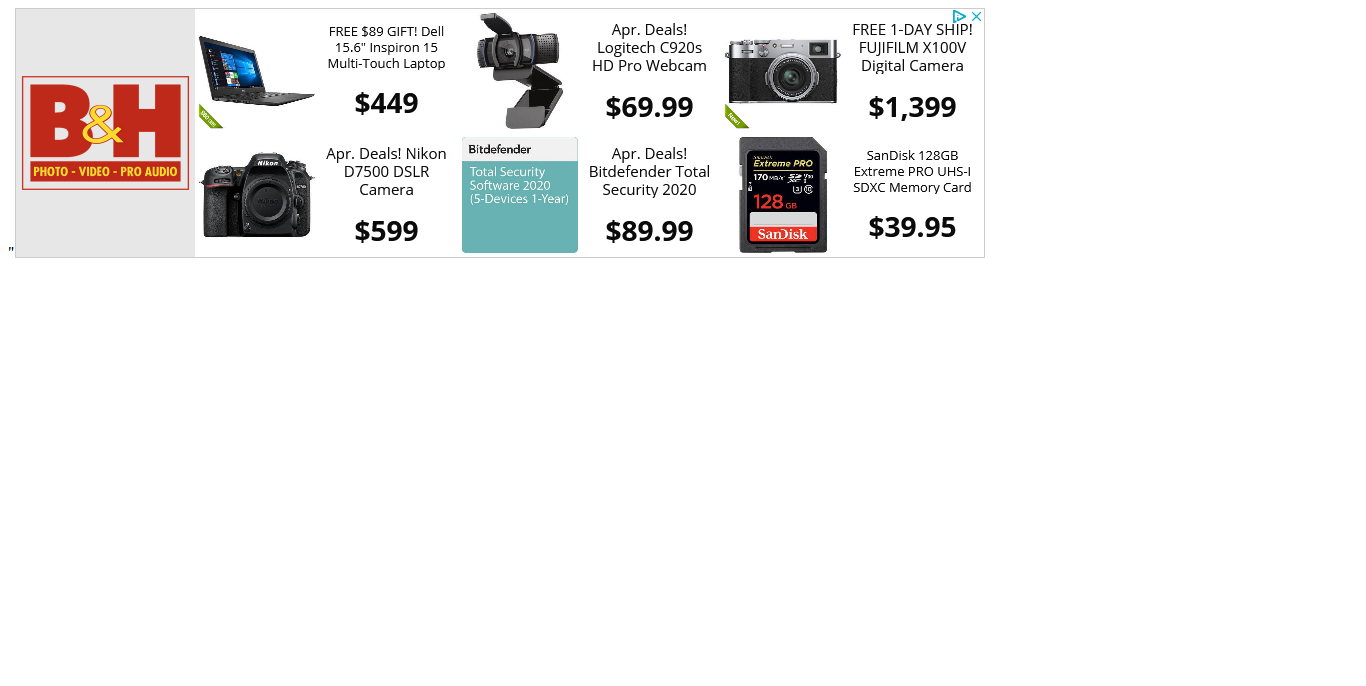 B&H
PHOTO - VIDEO - PRO AUDIO
FREE $89 GIFT! Dell
15.6" Inspiron 15
Multi-Touch Laptop
$449
Apr. Deals!
Logitech C920s
HD Pro Webcam
$69.99
FREE 1-DAY SHIP!
FUJIFILM X100V
Digital Camera
$1,399
New!
Nikon
Apr. Deals! Nikon
D7500 DSLR
Camera
$599
Bitdefender
Total Security
Software 2020
(5-Devices 1-Year)
Apr. Deals!
Bitdefender Total
Security 2020
$89.99
SanDisk
Extreme PRO
170 MB/s
128 GB
SanDisk
SanDisk 128GB
Extreme PRO UHS-I
SDXC Memory Card
$39.95
"